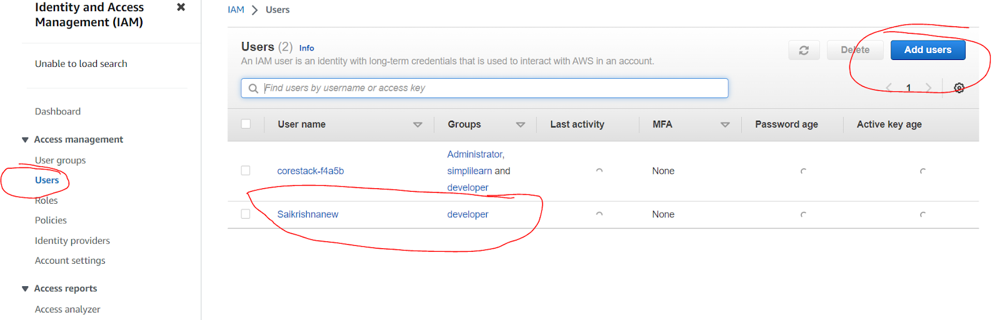 Identity and Access
Management (IAM)
Unable to load search
Dashboard
Access management
User groups
Users
Roles
Policies
Identity providers
Account settings
Access reports
Access analyzer
IAM > Users
Users (2) Info
An IAM user is an identity with long-term credentials that is used to interact with AWS in an account.
Delete
Add users
Find users by username or access key
1
User name Groups Last activity MFA Password age Active key age
Administrator,
corestack-f4a5b simplilearn and None
developer
Saikrishnanew developer None